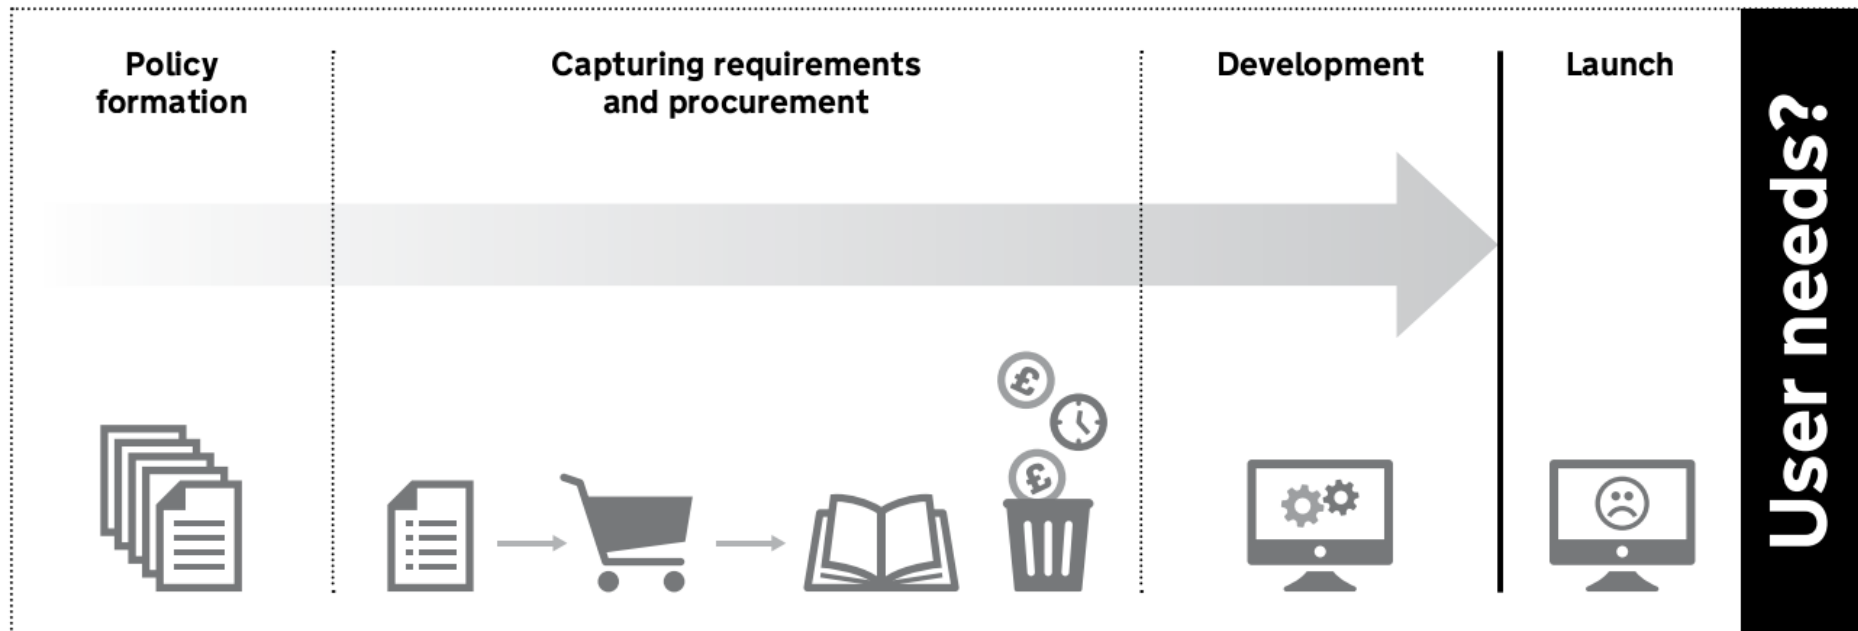 Policy
formation
Capturing requirements
and procurement
Development
Launch
£
£
User needs?